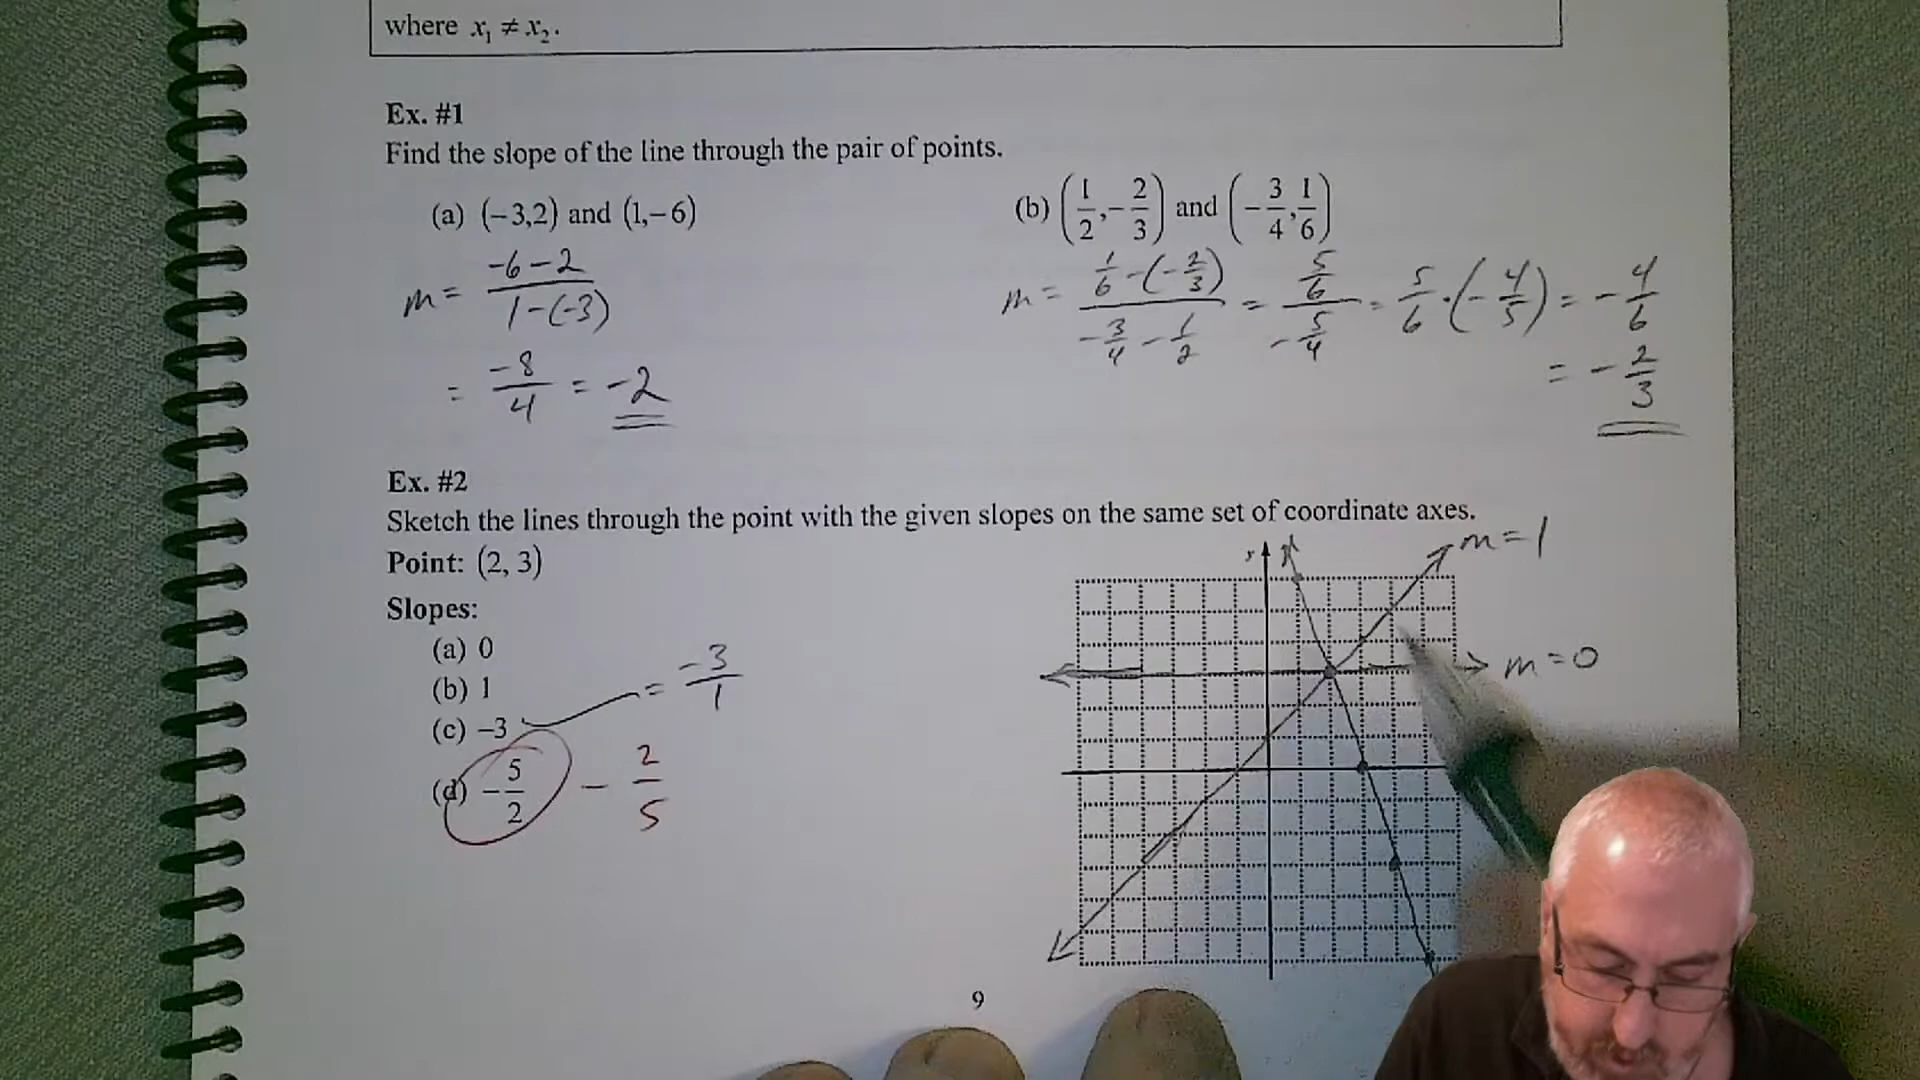 where x₁ ≠ x₂.
Ex. #1
Find the slope of the line through the pair of points.
(a) (−3,2) and (1,−6)
m = (-6-2)/(1-(-3))
= -8/4 = -2
(b) (1/2, −2/3) and (−3/4, 1/6)
m = (1/6-(-2/3))/(-3/4-1/2) = (5/6)/(-5/4) = 5/6·(-4/5) = -4/6
= -2/3
Ex. #2
Sketch the lines through the point with the given slopes on the same set of coordinate axes.
Point: (2, 3)
Slopes:
(a) 0
(b) 1
(c) −3 = -3/1
(d) −5/2 - 2/5
y
m=1
m=0
9